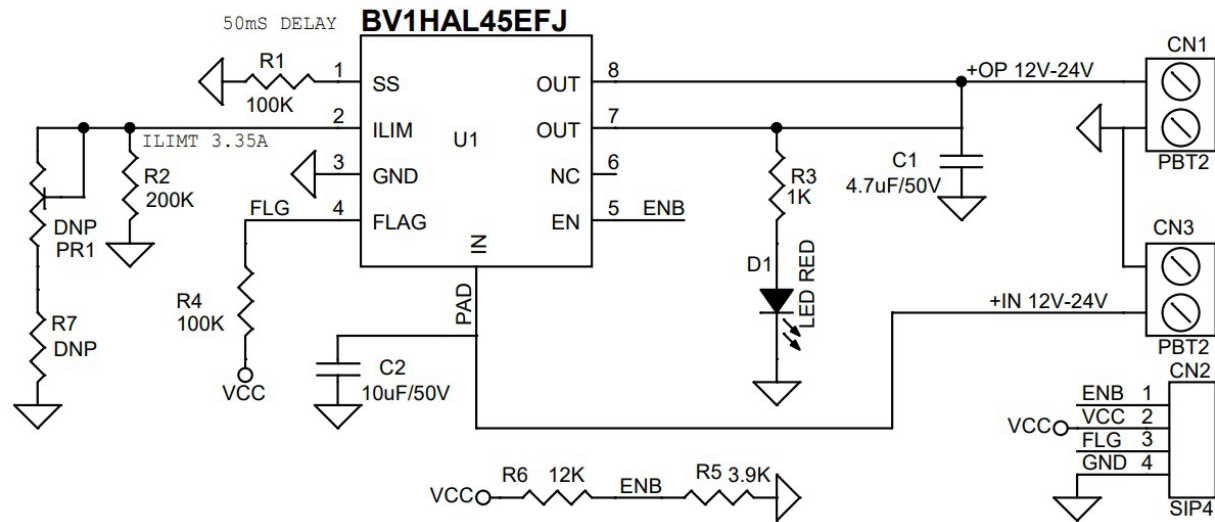 50mS DELAY BV1HAL45EFJ
R1
100K
1 SS
2 ILIM
3 GND
4 FLAG
U1
IN
PAD
OUT 8
OUT 7
NC 6
EN 5 ENB
ILIMT 3.35A
R2
200K
DNP
PR1
R7
DNP
FLG
R4
100K
VCC
C2
10uF/50V
R3
1K
D1
LED RED
C1
4.7uF/50V
+OP 12V-24V
CN1
PBT2
CN3
+IN 12V-24V
PBT2
CN2
ENB 1
VCC VCC 2
FLG 3
GND 4
SIP4
VCC R6 12K ENB R5 3.9K